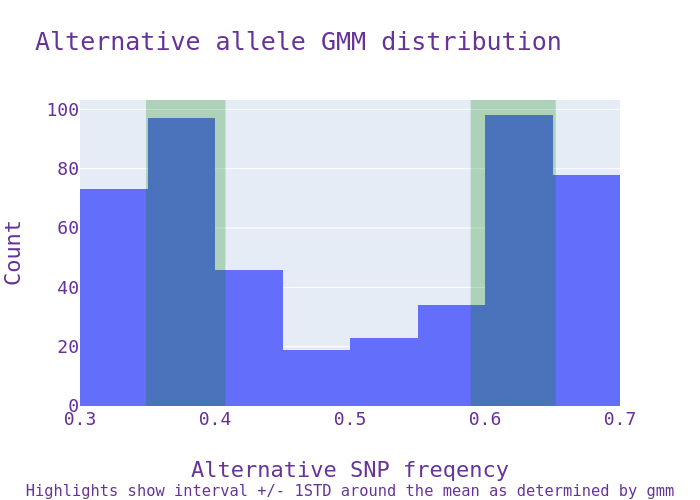 Alternative allele GMM distribution
Count
100
80
60
40
20
0
0.3 0.4 0.5 0.6 0.7
Alternative SNP freqency
Highlights show interval +/- 1STD around the mean as determined by gmm